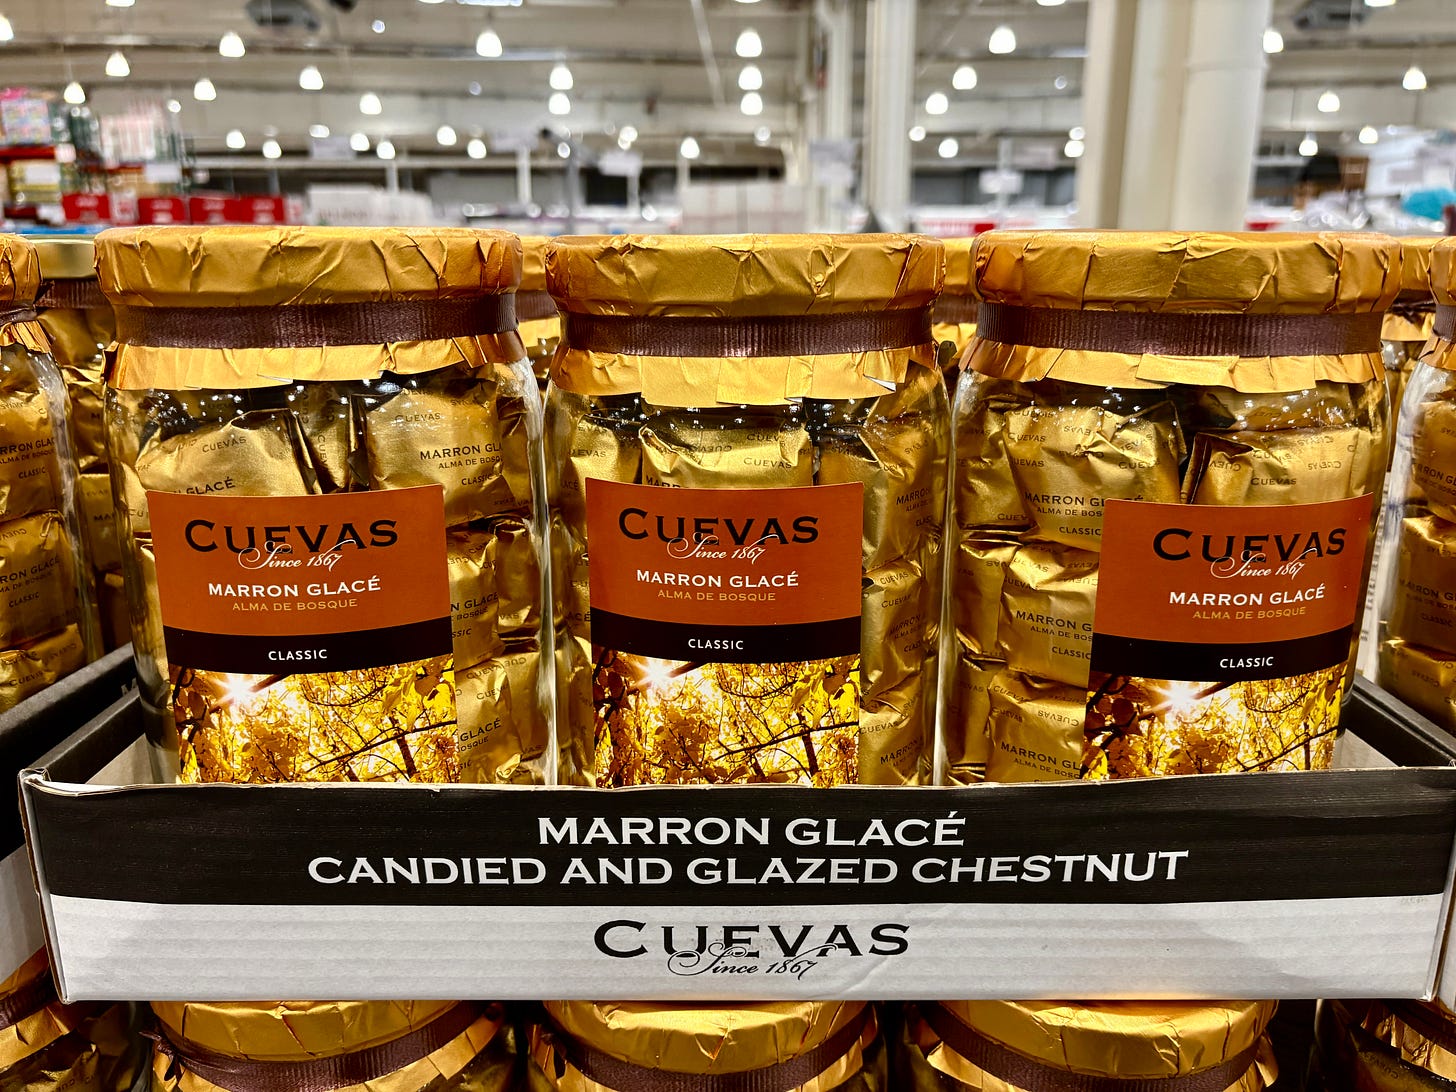 CUEVAS
Since 1867
MARRON GLACÉ
ALMA DE BOSQUE
CLASSIC
CUEVAS
Since 1867
MARRON GLACÉ
ALMA DE BOSQUE
CLASSIC
CUEVAS
Since 1867
MARRON GLACÉ
ALMA DE BOSQUE
CLASSIC
MARRON GLACÉ
CANDIED AND GLAZED CHESTNUT
CUEVAS
Since 1867